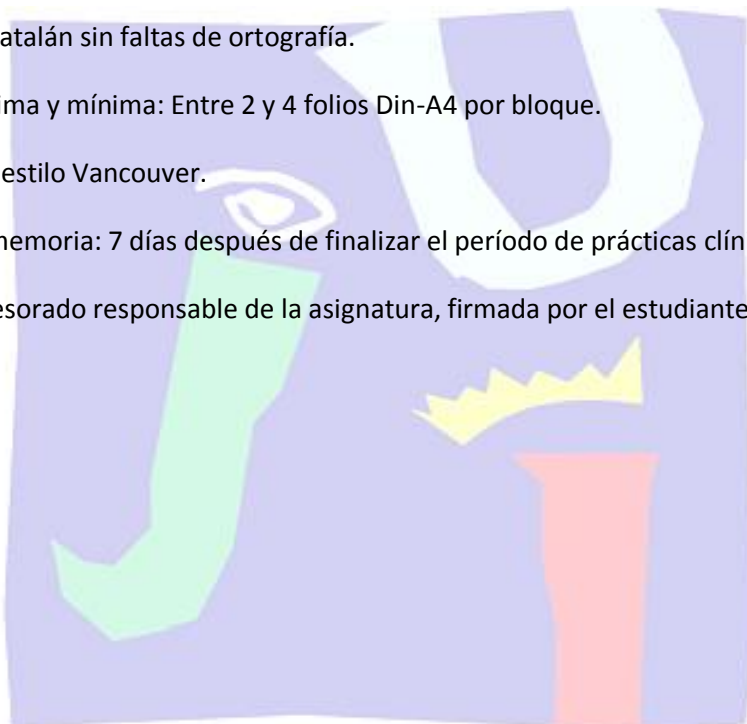 atalán sin faltas de ortografía.
ima y mínima: Entre 2 y 4 folios Din-A4 por bloque.
estilo Vancouver.
memoria: 7 días después de finalizar el período de prácticas clín
esorado responsable de la asignatura, firmada por el estudiante